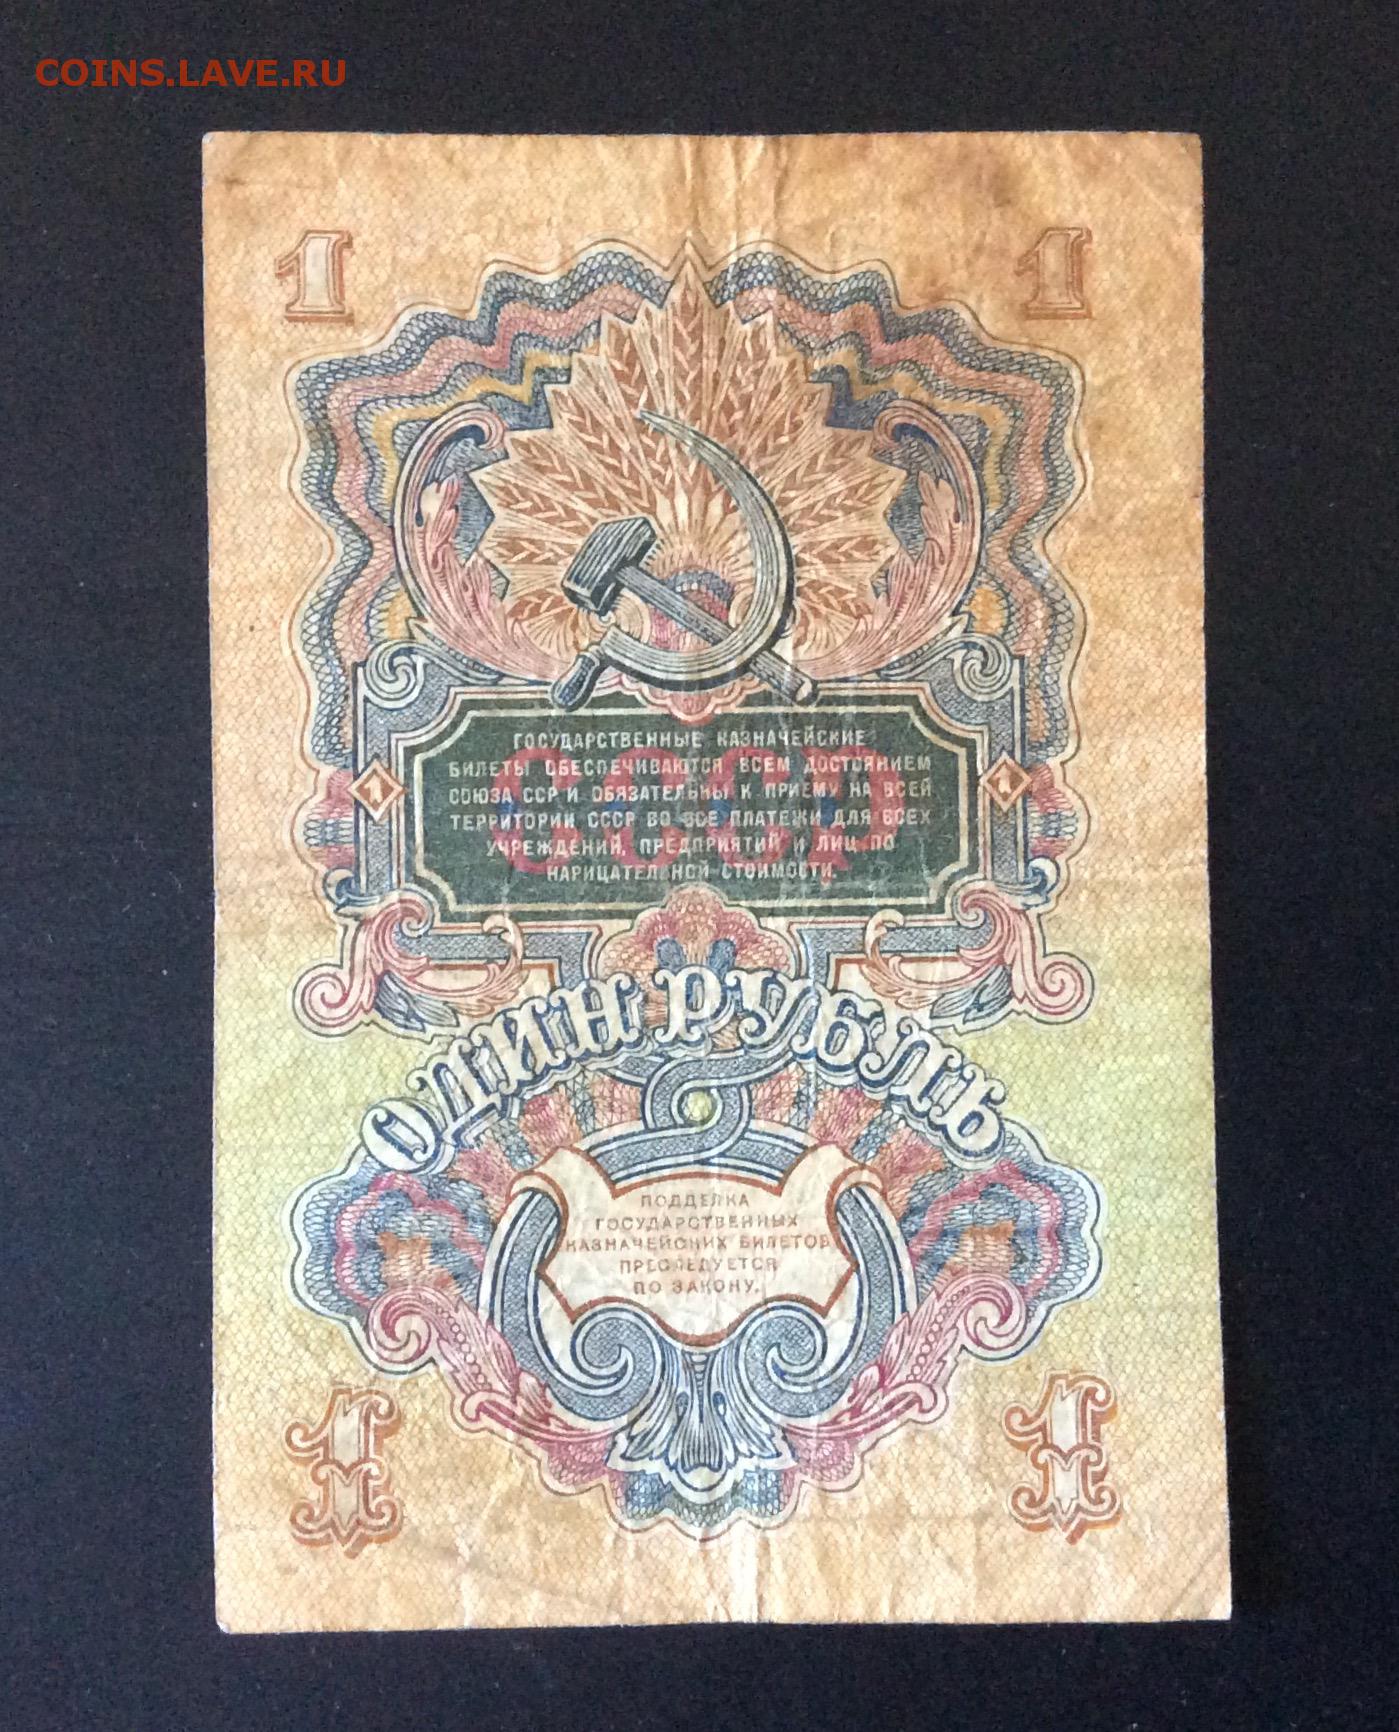 COINS.LAVE.RU
1 1
ГОСУДАРСТВЕННЫЕ КАЗНАЧЕЙСКИЕ
БИЛЕТЫ ОБЕСПЕЧИВАЮТСЯ ВСЕМ ДОСТОЯНИЕМ
СОЮЗА ССР И ОБЯЗАТЕЛЬНЫ К ПРИЕМУ НА ВСЕЙ
ТЕРРИТОРИИ СССР ВО ВСЕ ПЛАТЕЖИ ДЛЯ ВСЕХ
УЧРЕЖДЕНИЙ, ПРЕДПРИЯТИЙ И ЛИЦ ПО
НАРИЦАТЕЛЬНОЙ СТОИМОСТИ.
СССР
1 1
ОДИН РУБЛЬ
ПОДДЕЛКА
ГОСУДАРСТВЕННЫХ
КАЗНАЧЕЙСКИХ БИЛЕТОВ
ПРЕСЛЕДУЕТСЯ
ПО ЗАКОНУ.
1 1